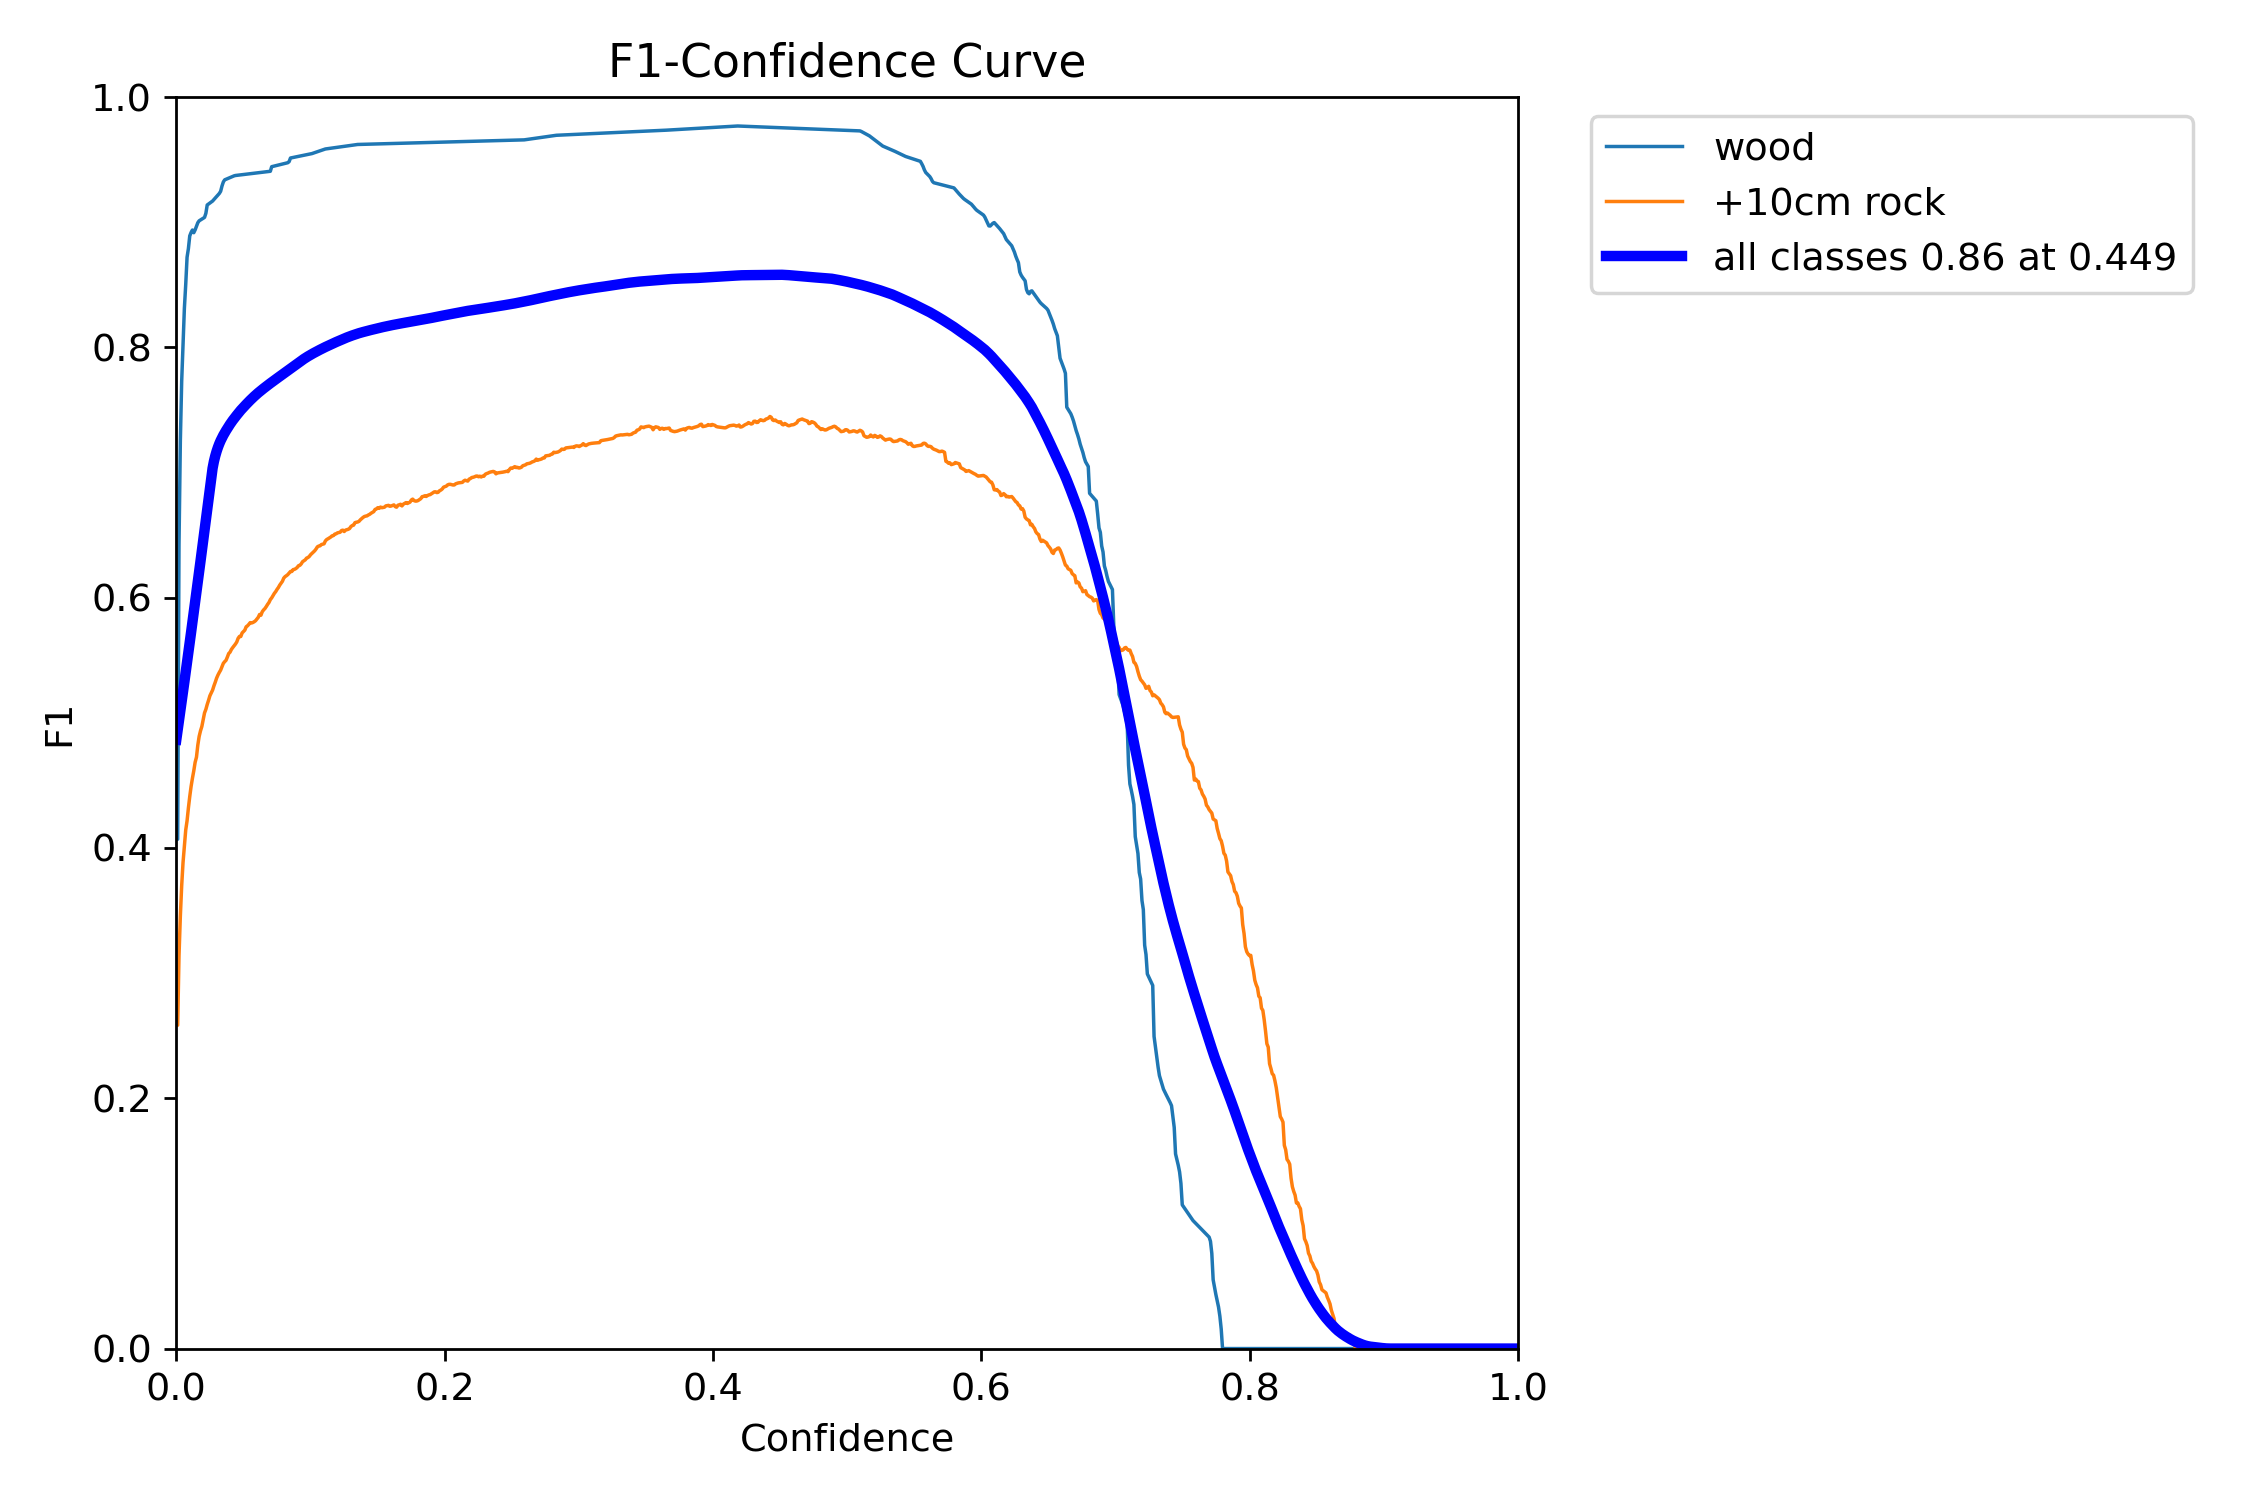 F1-Confidence Curve
1.0
0.8
0.6
0.4
0.2
0.0
F1
0.0 0.2 0.4 0.6 0.8 1.0
Confidence
wood
+10cm rock
all classes 0.86 at 0.449